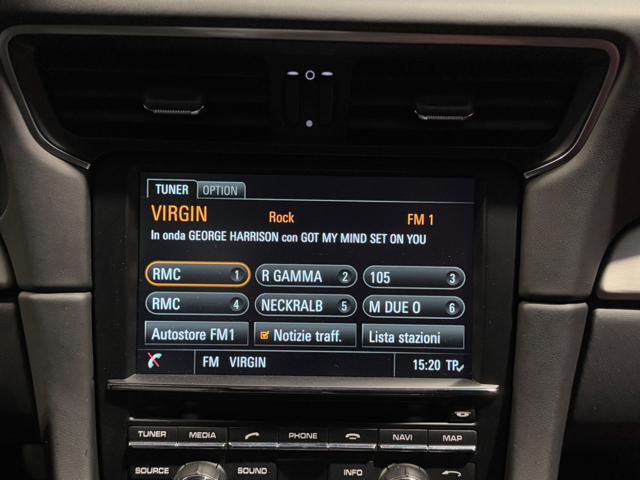 TUNER OPTION
VIRGIN Rock FM 1
In onda GEORGE HARRISON con GOT MY MIND SET ON YOU
RMC 1 R GAMMA 2 105 3
RMC 4 NECKRALB 5 M DUE O 6
Autostore FM1 Notizie traff. Lista stazioni
FM VIRGIN 15:20 TP
TUNER MEDIA PHONE NAVI MAP
SOURCE SOUND INFO